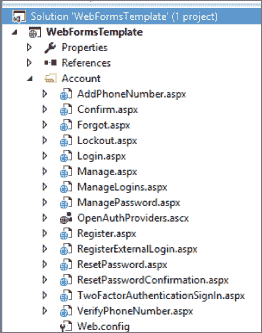 Solution 'WebFormsTemplate' (1 project)
WebFormsTemplate
Properties
References
Account
AddPhoneNumber.aspx
Confirm.aspx
Forgot.aspx
Lockout.aspx
Login.aspx
Manage.aspx
ManageLogins.aspx
ManagePassword.aspx
OpenAuthProviders.ascx
Register.aspx
RegisterExternalLogin.aspx
ResetPassword.aspx
ResetPasswordConfirmation.aspx
TwoFactorAuthenticationSignIn.aspx
VerifyPhoneNumber.aspx
Web.config